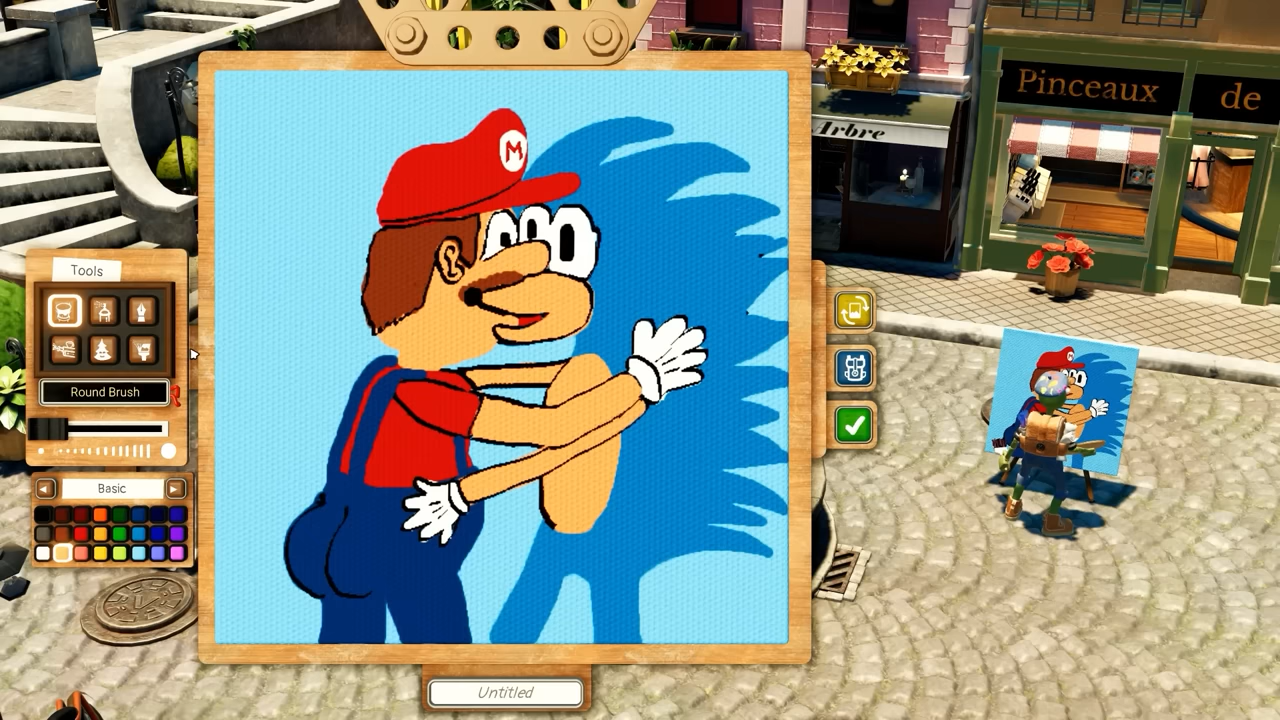 Pinceaux
de
Arbre
M
Tools
Round Brush
R
Basic
Untitled